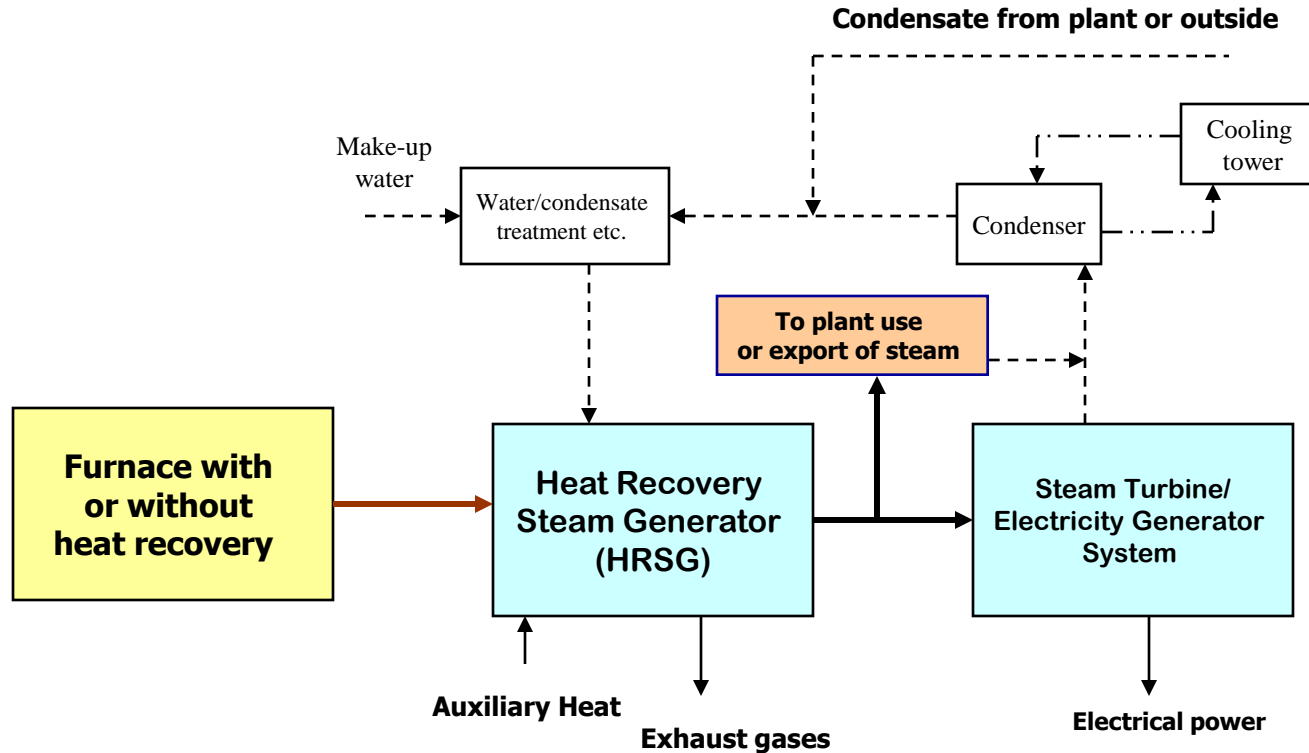 Condensate from plant or outside
Cooling
tower
Make-up
water
Water/condensate
treatment etc.
Condenser
To plant use
or export of steam
Furnace with
or without
heat recovery
Heat Recovery
Steam Generator
(HRSG)
Steam Turbine/
Electricity Generator
System
Auxiliary Heat
Exhaust gases
Electrical power